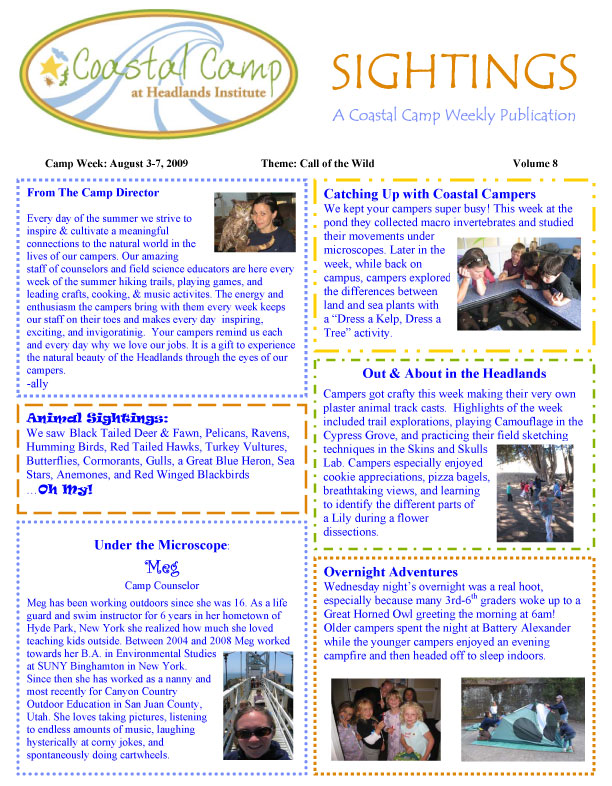 Coastal Camp
at Headlands Institute
SIGHTINGS
A Coastal Camp Weekly Publication
Camp Week: August 3-7, 2009 Theme: Call of the Wild Volume 8
From The Camp Director
Every day of the summer we strive to
inspire & cultivate a meaningful
connections to the natural world in the
lives of our campers. Our amazing
staff of counselors and field science educators are here every
week of the summer hiking trails, playing games, and
leading crafts, cooking, & music activites. The energy and
enthusiasm the campers bring with them every week keeps
our staff on their toes and makes every day  inspiring,
exciting, and invigoratinig.  Your campers remind us each
and every day why we love our jobs. It is a gift to experience
the natural beauty of the Headlands through the eyes of our
campers.
-ally
Animal Sightings:
We saw Black Tailed Deer & Fawn, Pelicans, Ravens,
Humming Birds, Red Tailed Hawks, Turkey Vultures,
Butterflies, Cormorants, Gulls, a Great Blue Heron, Sea
Stars, Anemones, and Red Winged Blackbirds
...Oh My!
Under the Microscope:
Meg
Camp Counselor
Meg has been working outdoors since she was 16. As a life
guard and swim instructor for 6 years in her hometown of
Hyde Park, New York she realized how much she loved
teaching kids outside. Between 2004 and 2008 Meg worked
towards her B.A. in Environmental Studies
at SUNY Binghamton in New York.
Since then she has worked as a nanny and
most recently for Canyon Country
Outdoor Education in San Juan County,
Utah. She loves taking pictures, listening
to endless amounts of music, laughing
hysterically at corny jokes, and
spontaneously doing cartwheels.
Catching Up with Coastal Campers
We kept your campers super busy! This week at the
pond they collected macro invertebrates and studied
their movements under
microscopes. Later in the
week, while back on
campus, campers explored
the differences between
land and sea plants with
a “Dress a Kelp, Dress a
Tree” activity.
Out & About in the Headlands
Campers got crafty this week making their very own
plaster animal track casts.  Highlights of the week
included trail explorations, playing Camouflage in the
Cypress Grove, and practicing their field sketching
techniques in the Skins and Skulls
Lab. Campers especially enjoyed
cookie appreciations, pizza bagels,
breathtaking views, and learning
to identify the different parts of
a Lily during a flower
dissections.
Overnight Adventures
Wednesday night’s overnight was a real hoot,
especially because many 3rd-6th graders woke up to a
Great Horned Owl greeting the morning at 6am!
Older campers spent the night at Battery Alexander
while the younger campers enjoyed an evening
campfire and then headed off to sleep indoors.